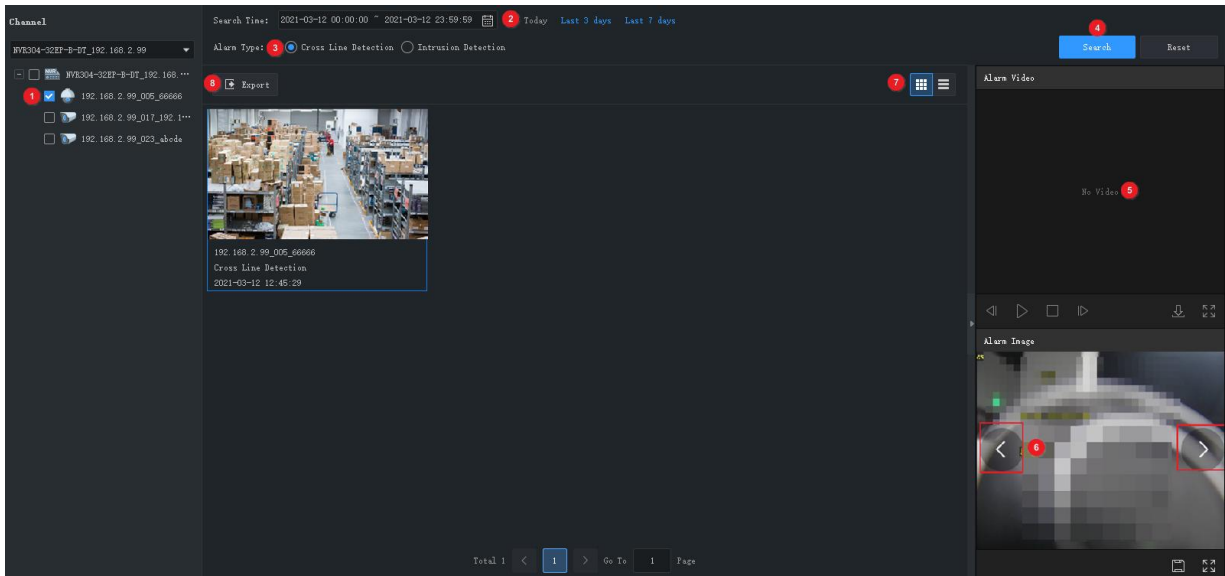 Channel
NVR304-32EP-B-DT_192.168.2.99
NVR304-32EP-B-DT_192.168.···
1 192.168.2.99_005_66666
192.168.2.99_017_192.1···
192.168.2.99_023_abcde
Search Time: 2021-03-12 00:00:00 ~ 2021-03-12 23:59:59 2 Today Last 3 days Last 7 days
Alarm Type: 3 Cross Line Detection Intrusion Detection
4
Search Reset
8 Export 7
192.168.2.99_005_66666
Cross Line Detection
2021-03-12 12:45:29
Total 1 < 1 > Go To 1 Page
Alarm Video
No Video 5
Alarm Image
6